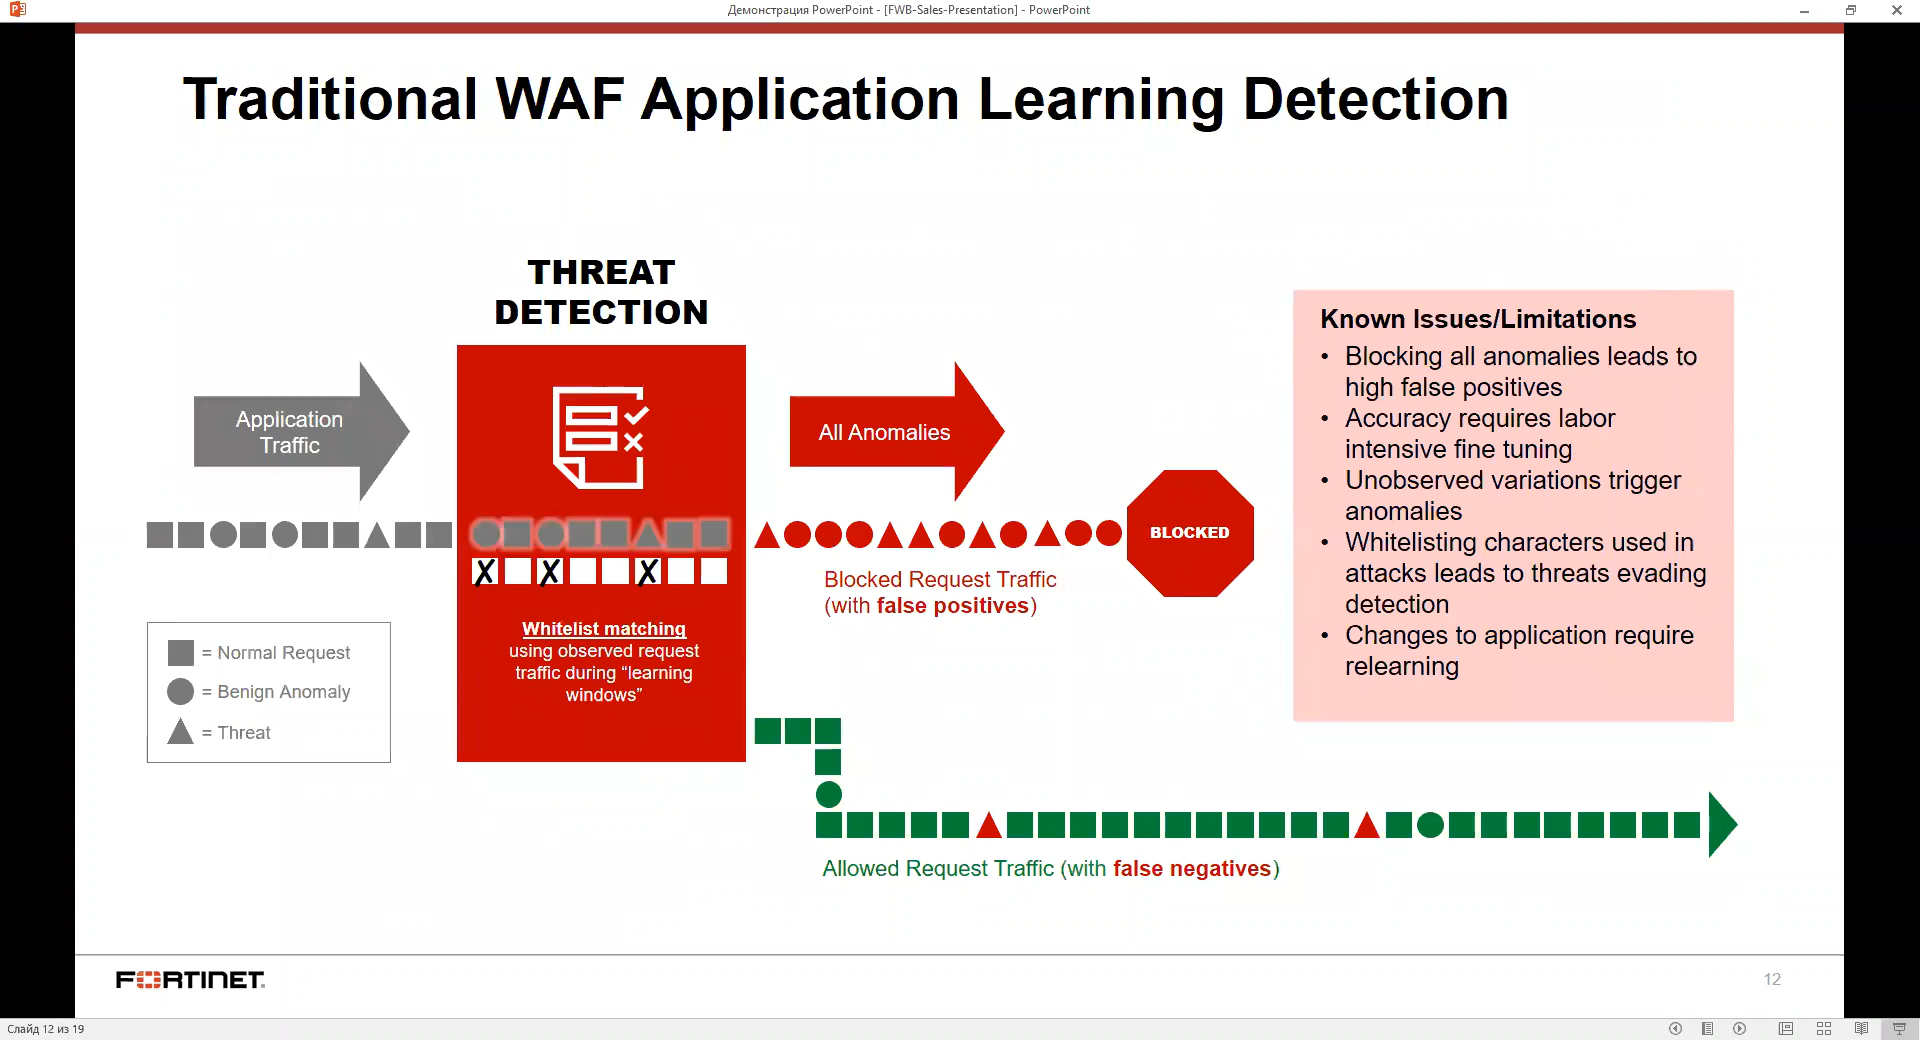 Демонстрация PowerPoint - [FWB-Sales-Presentation] - PowerPoint
Traditional WAF Application Learning Detection
THREAT
DETECTION
Application
Traffic
All Anomalies
BLOCKED
Blocked Request Traffic
(with false positives)
X X X
Whitelist matching
using observed request
traffic during “learning
windows”
= Normal Request
= Benign Anomaly
= Threat
Known Issues/Limitations
• Blocking all anomalies leads to
high false positives
• Accuracy requires labor
intensive fine tuning
• Unobserved variations trigger
anomalies
• Whitelisting characters used in
attacks leads to threats evading
detection
• Changes to application require
relearning
Allowed Request Traffic (with false negatives)
FORTINET
12
Слайд 12 из 19